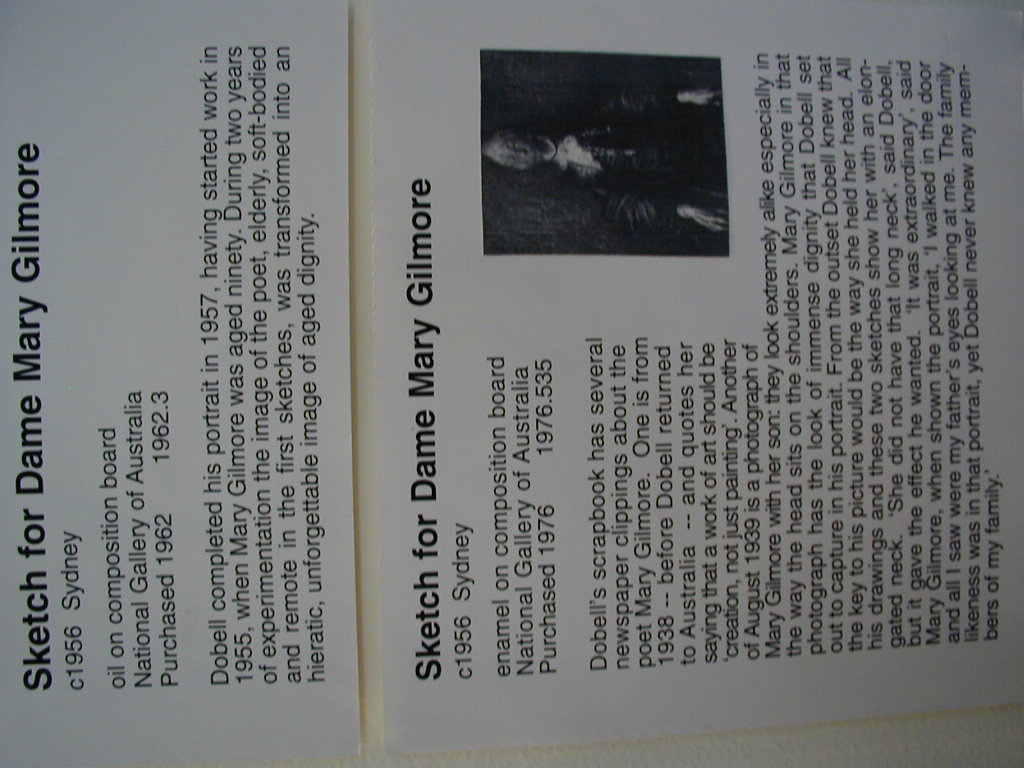 Sketch for Dame Mary Gilmore
c1956 Sydney
oil on composition board
National Gallery of Australia
Purchased 1962 1962.3
Dobell completed his portrait in 1957, having started work in
1955, when Mary Gilmore was aged ninety. During two years
of experimentation the image of the poet, elderly, soft-bodied
and remote in the first sketches, was transformed into an
hieratic, unforgettable image of aged dignity.
Sketch for Dame Mary Gilmore
c1956 Sydney
enamel on composition board
National Gallery of Australia
Purchased 1976 1976.535
Dobell's scrapbook has several
newspaper clippings about the
poet Mary Gilmore. One is from
1938 -- before Dobell returned
to Australia -- and quotes her
saying that a work of art should be
'creation, not just painting'. Another
of August 1939 is a photograph of
Mary Gilmore with her son: they look extremely alike especially in
the way the head sits on the shoulders. Mary Gilmore in that
photograph has the look of immense dignity that Dobell set
out to capture in his portrait. From the outset Dobell knew that
the key to his picture would be the way she held her head. All
his drawings and these two sketches show her with an elon-
gated neck. 'She did not have that long neck', said Dobell,
but it gave the effect he wanted. 'It was extraordinary', said
Mary Gilmore, when shown the portrait, 'I walked in the door
and all I saw were my father's eyes looking at me. The family
likeness was in that portrait, yet Dobell never knew any mem-
bers of my family.'